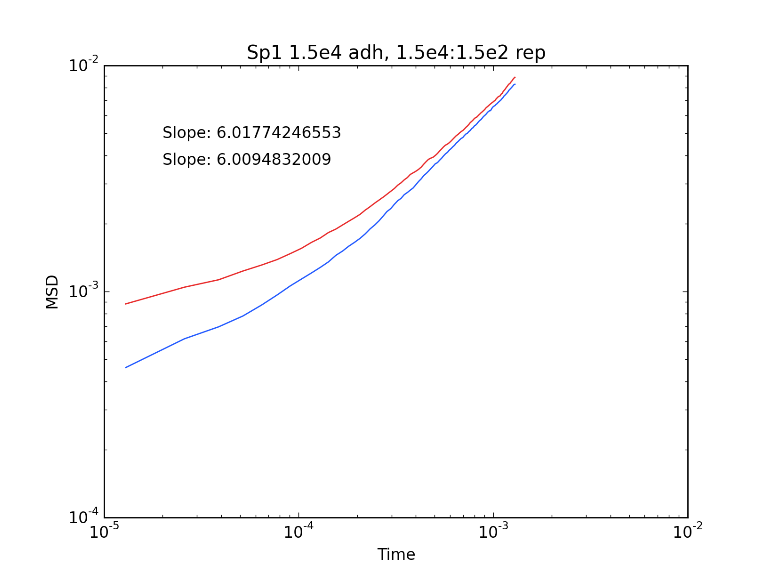 Sp1 1.5e4 adh, 1.5e4:1.5e2 rep
10^-2
Slope: 6.01774246553
Slope: 6.0094832009
MSD
10^-3
10^-4
10^-5 10^-4 10^-3 10^-2
Time